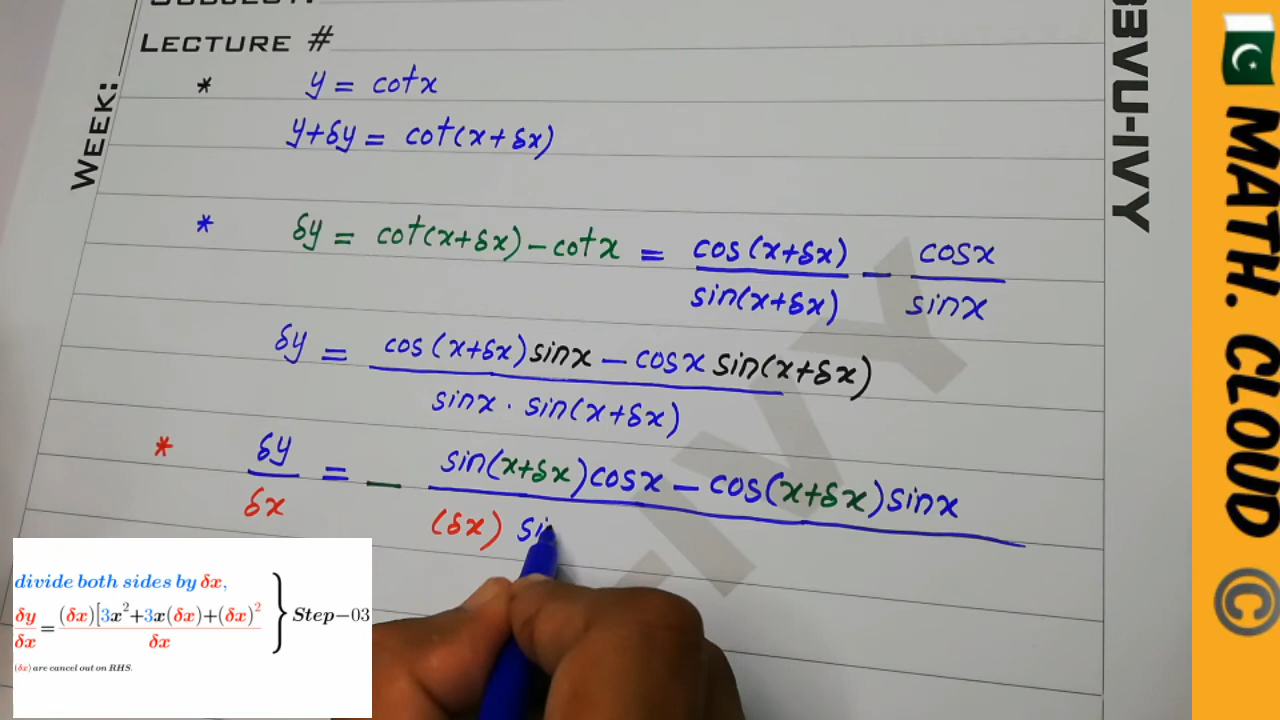 LECTURE #
WEEK:
* y = cotx
y+δy = cot(x+δx)
* δy = cot(x+δx) - cotx = cos(x+δx)/sin(x+δx) - cosx/sinx
δy = cos(x+δx)sinx - cosx sin(x+δx) / sinx · sin(x+δx)
* δy/δx = - sin(x+δx)cosx - cos(x+δx)sinx / (δx) si
divide both sides by δx,
δy/δx = (δx)[3x²+3x(δx)+(δx)²/δx } Step-03
(δx) are cancel out on RHS.
BVU-IVY
-IVY
MATH. CLOUD ©